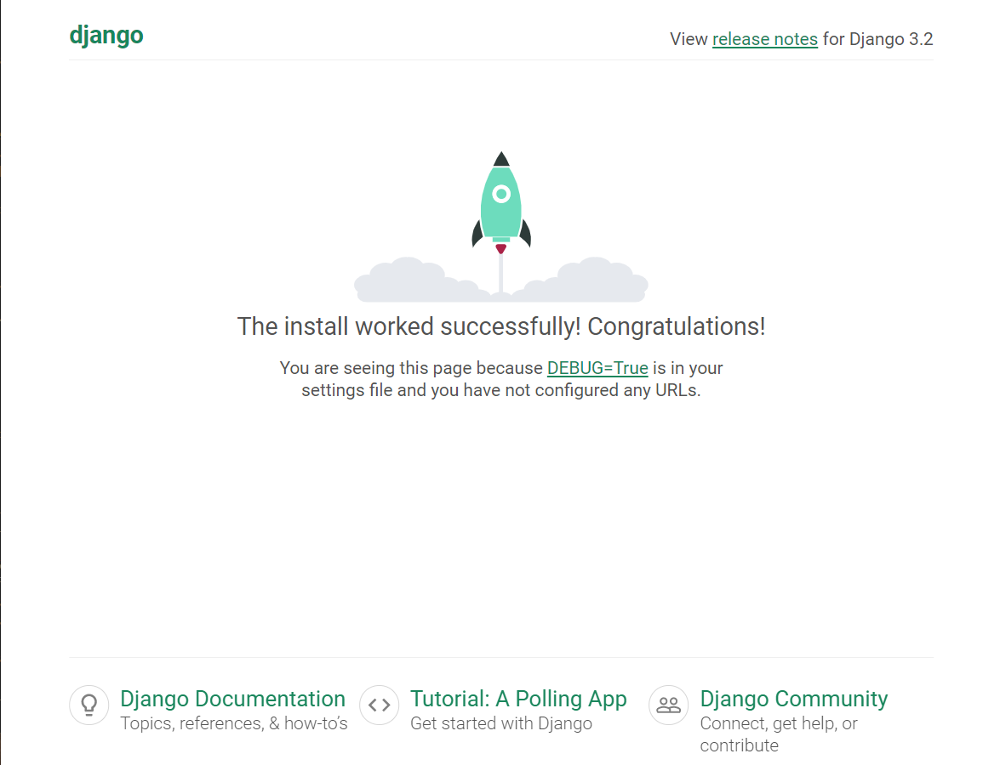 django
View release notes for Django 3.2
The install worked successfully! Congratulations!
You are seeing this page because DEBUG=True is in your
settings file and you have not configured any URLs.
Django Documentation
Topics, references, & how-to’s
Tutorial: A Polling App
Get started with Django
Django Community
Connect, get help, or
contribute